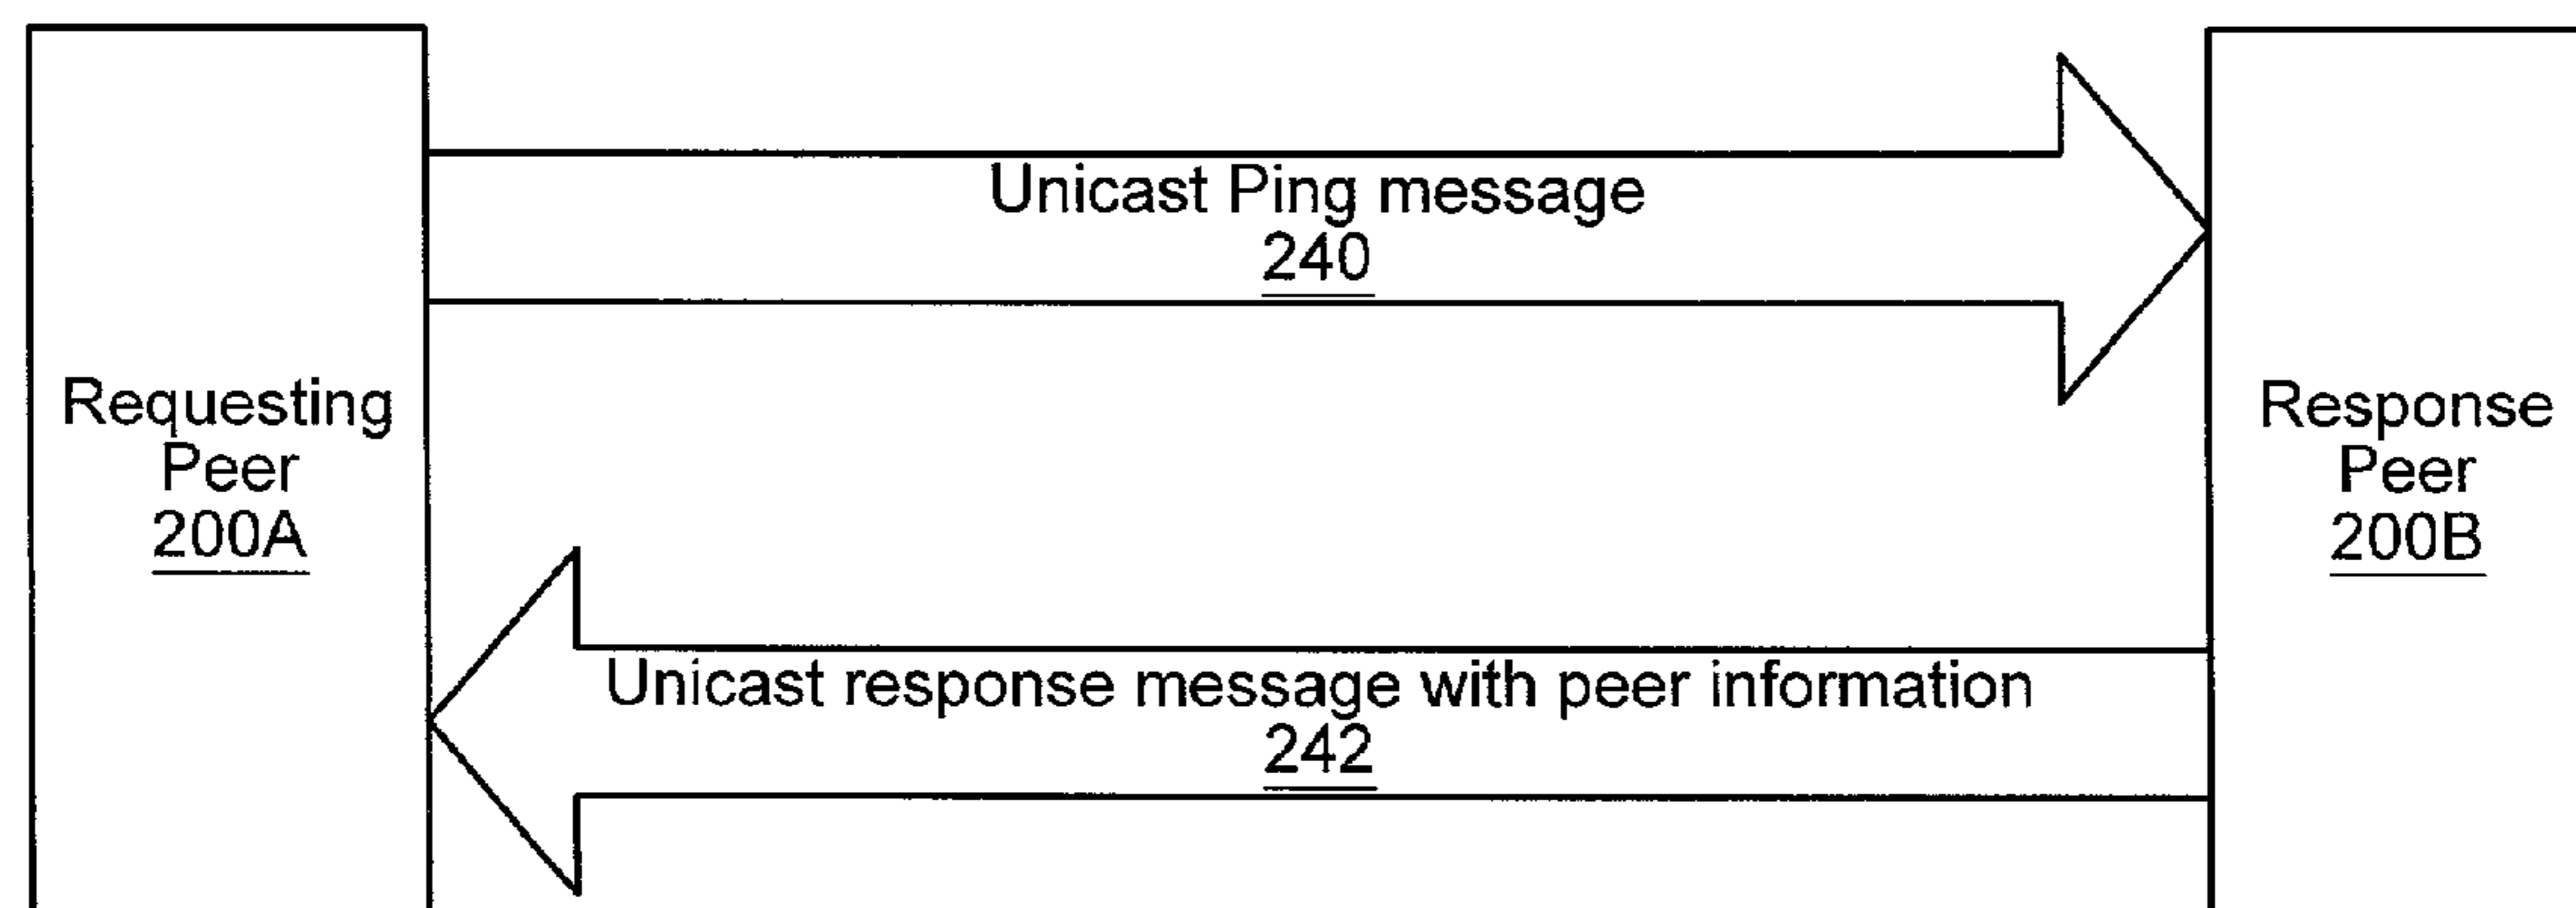 Unicast Ping message
240
Requesting
Peer
200A
Response
Peer
200B
Unicast response message with peer information
242